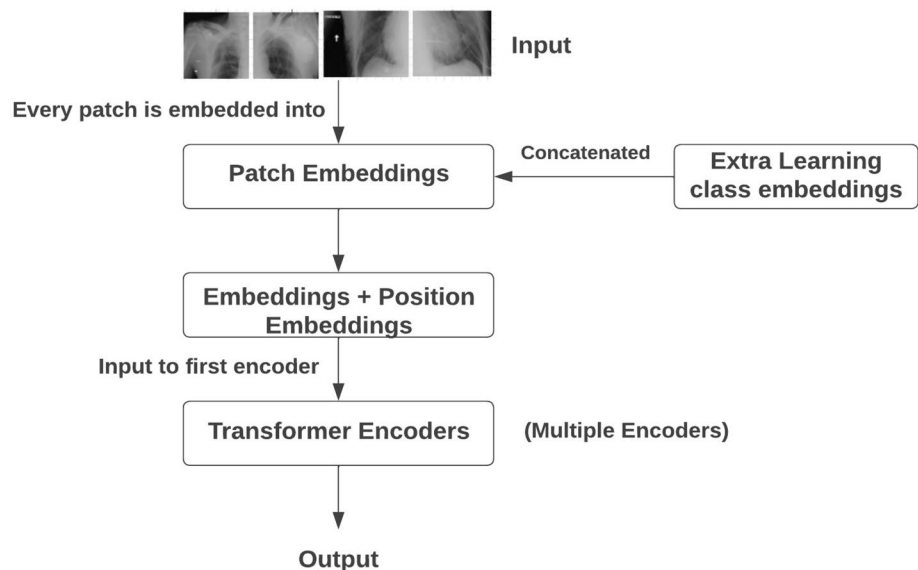 Input
Every patch is embedded into
Patch Embeddings
Concatenated
Extra Learning
class embeddings
Embeddings + Position
Embeddings
Input to first encoder
Transformer Encoders
(Multiple Encoders)
Output